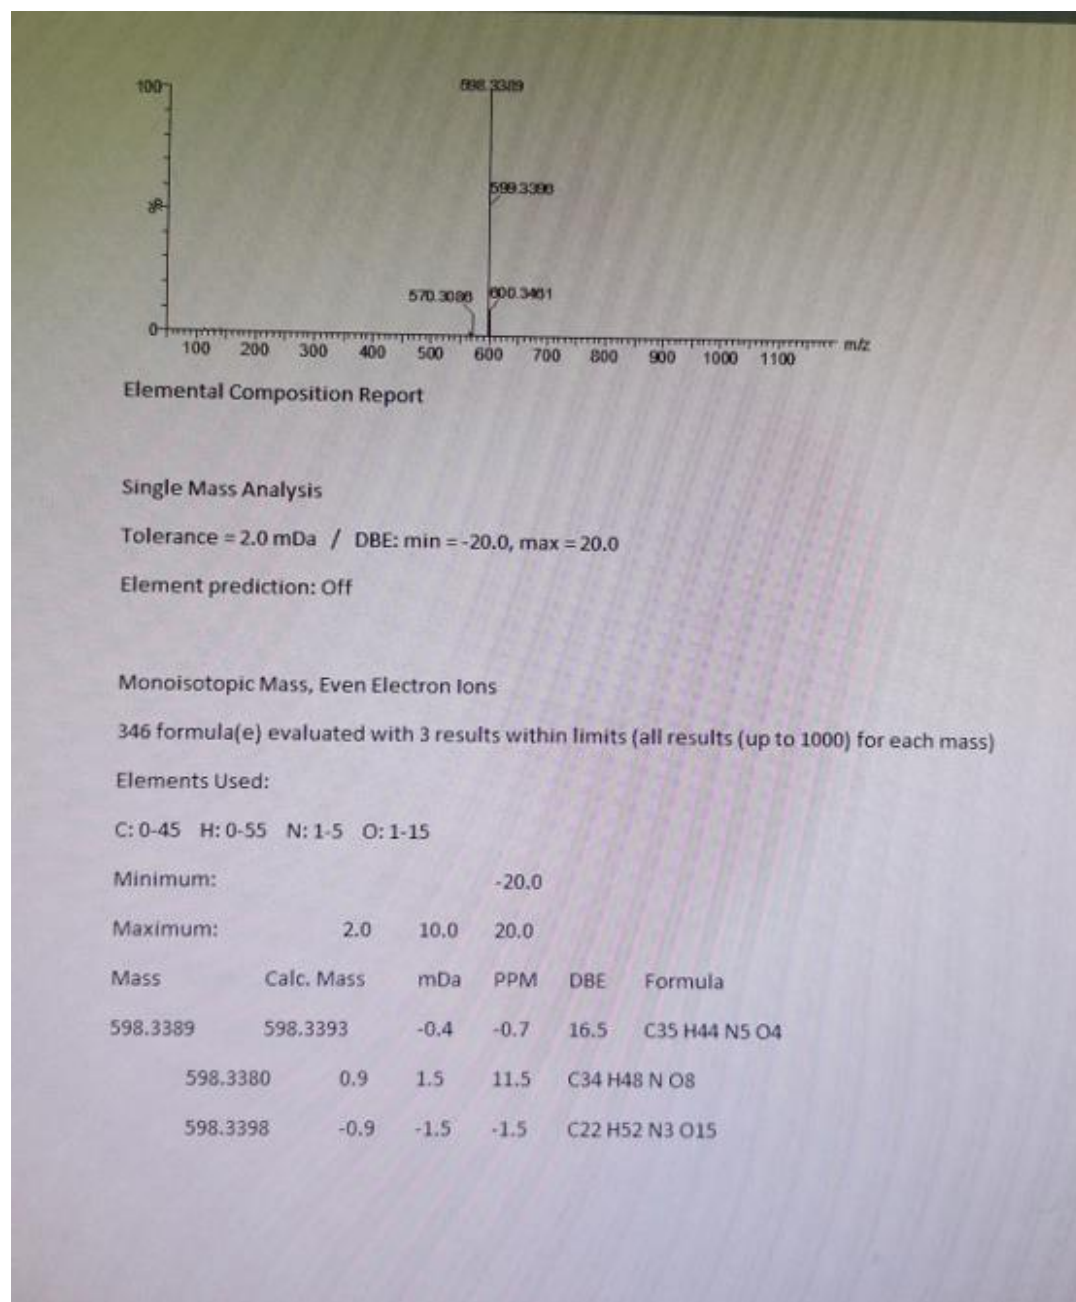 100
598.3389
599.3396
%
570.3086 600.3461
0
100 200 300 400 500 600 700 800 900 1000 1100 m/z
Elemental Composition Report
Single Mass Analysis
Tolerance = 2.0 mDa / DBE: min = -20.0, max = 20.0
Element prediction: Off
Monoisotopic Mass, Even Electron Ions
346 formula(e) evaluated with 3 results within limits (all results (up to 1000) for each mass)
Elements Used:
C: 0-45 H: 0-55 N: 1-5 O: 1-15
Minimum: -20.0
Maximum: 2.0 10.0 20.0
Mass Calc. Mass mDa PPM DBE Formula
598.3389 598.3393 -0.4 -0.7 16.5 C35 H44 N5 O4
598.3380 0.9 1.5 11.5 C34 H48 N O8
598.3398 -0.9 -1.5 -1.5 C22 H52 N3 O15